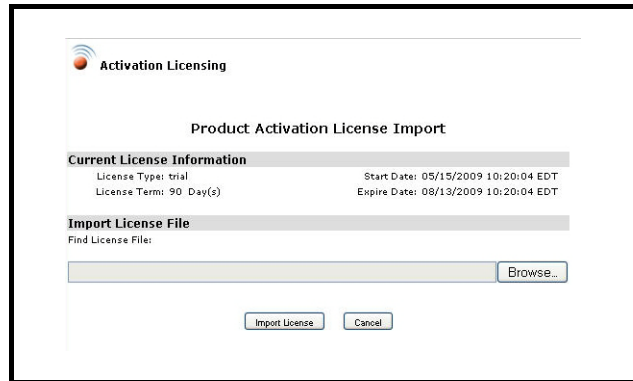 Activation Licensing
Product Activation License Import
Current License Information
License Type: trial Start Date: 05/15/2009 10:20:04 EDT
License Term: 90 Day(s) Expire Date: 08/13/2009 10:20:04 EDT
Import License File
Find License File:
Browse...
Import License Cancel